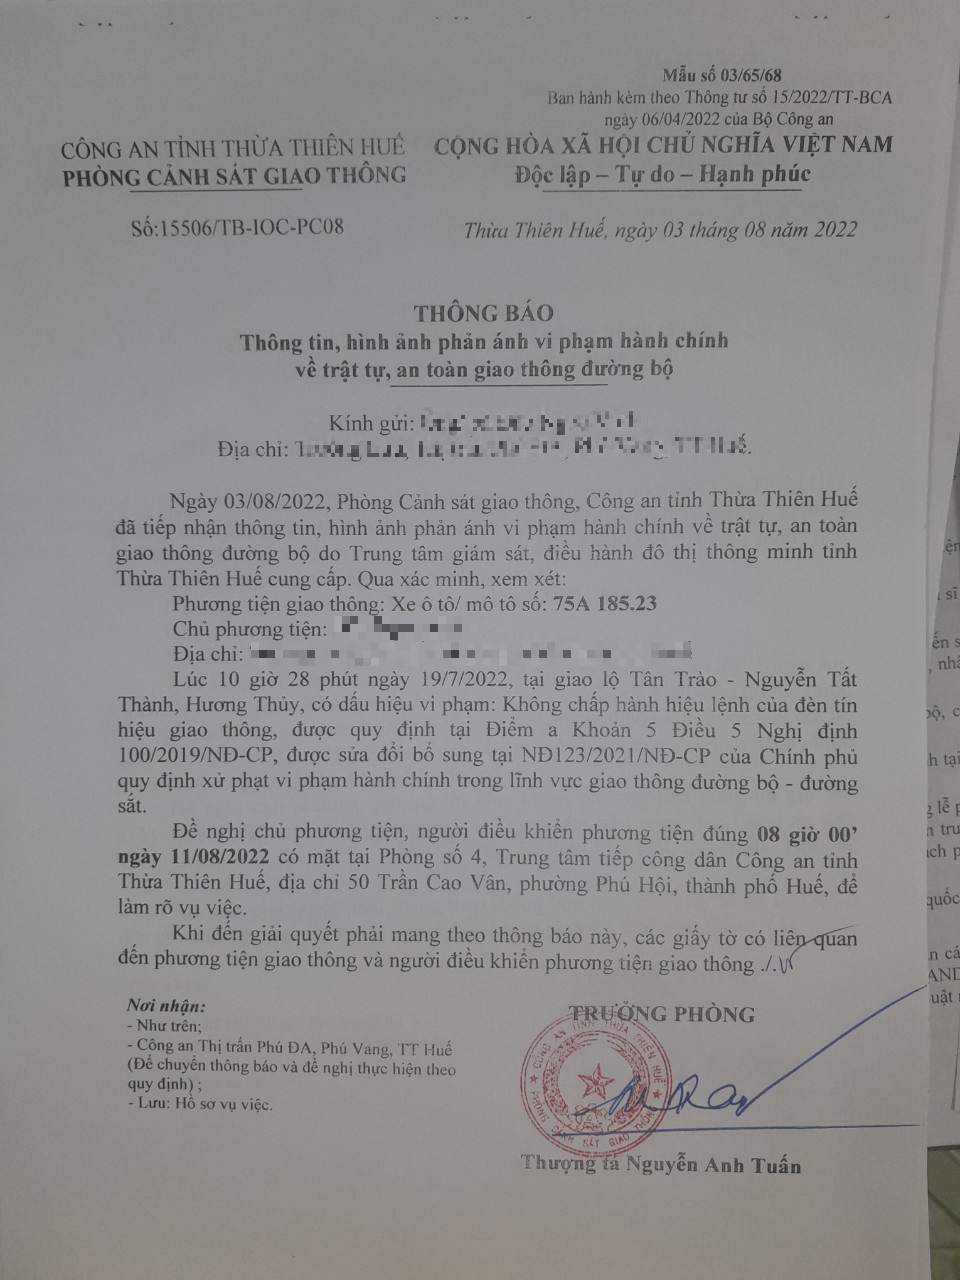 Mẫu số 03/65/68
Ban hành kèm theo Thông tư số 15/2022/TT-BCA
ngày 06/04/2022 của Bộ Công an
CÔNG AN TỈNH THỪA THIÊN HUẾ
CỘNG HÒA XÃ HỘI CHỦ NGHĨA VIỆT NAM
PHÒNG CẢNH SÁT GIAO THÔNG
Độc lập – Tự do – Hạnh phúc
Số:15506/TB-IOC-PC08
Thừa Thiên Huế, ngày 03 tháng 08 năm 2022
THÔNG BÁO
Thông tin, hình ảnh phản ánh vi phạm hành chính
về trật tự, an toàn giao thông đường bộ
Kính gửi:
Địa chỉ:
Ngày 03/08/2022, Phòng Cảnh sát giao thông, Công an tỉnh Thừa Thiên Huế
đã tiếp nhận thông tin, hình ảnh phản ánh vi phạm hành chính về trật tự, an toàn
giao thông đường bộ do Trung tâm giám sát, điều hành đô thị thông minh tỉnh
Thừa Thiên Huế cung cấp. Qua xác minh, xem xét:
Phương tiện giao thông: Xe ô tô/ mô tô số: 75A 185.23
Chủ phương tiện:
Địa chỉ:
Lúc 10 giờ 28 phút ngày 19/7/2022, tại giao lộ Tân Trào - Nguyễn Tất
Thành, Hương Thủy, có dấu hiệu vi phạm: Không chấp hành hiệu lệnh của đèn tín
hiệu giao thông, được quy định tại Điểm a Khoản 5 Điều 5 Nghị định
100/2019/NĐ-CP, được sửa đổi bổ sung tại NĐ123/2021/NĐ-CP của Chính phủ
quy định xử phạt vi phạm hành chính trong lĩnh vực giao thông đường bộ - đường
sắt.
Đề nghị chủ phương tiện, người điều khiển phương tiện đúng 08 giờ 00’
ngày 11/08/2022 có mặt tại Phòng số 4, Trung tâm tiếp công dân Công an tỉnh
Thừa Thiên Huế, địa chỉ 50 Trần Cao Vân, phường Phú Hội, thành phố Huế, để
làm rõ vụ việc.
Khi đến giải quyết phải mang theo thông báo này, các giấy tờ có liên quan
đến phương tiện giao thông và người điều khiển phương tiện giao thông ./.
Nơi nhận:
- Như trên;
- Công an Thị trấn Phú ĐA, Phú Vang, TT Huế
(Để chuyển thông báo và đề nghị thực hiện theo
quy định) ;
- Lưu: Hồ sơ vụ việc.
TRƯỞNG PHÒNG
CÔNG AN TỈNH THỪA THIÊN HUẾ
PHÒNG CẢNH SÁT GIAO THÔNG
Thượng tá Nguyễn Anh Tuấn